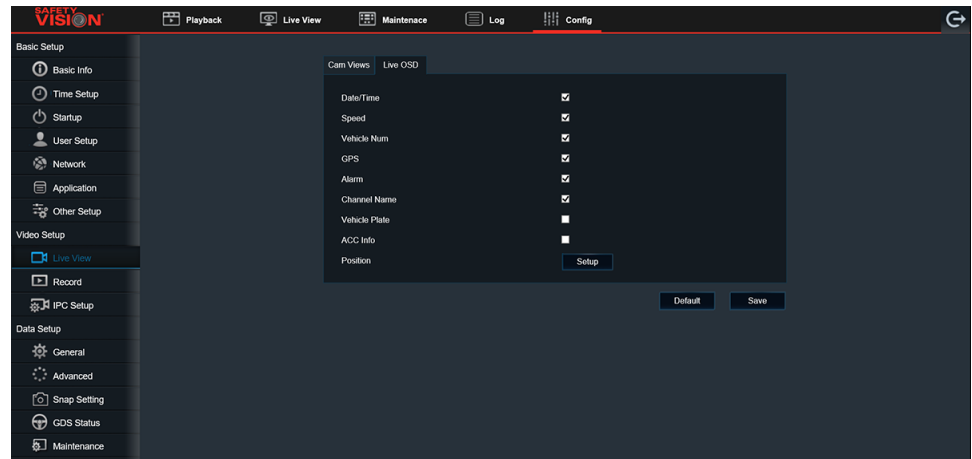 SAFETY
VISION
Playback
Live View
Maintenace
Log
Config
Basic Setup
Basic Info
Time Setup
Startup
User Setup
Network
Application
Other Setup
Video Setup
Live View
Record
IPC Setup
Data Setup
General
Advanced
Snap Setting
GDS Status
Maintenance
Cam Views Live OSD
Date/Time
Speed
Vehicle Num
GPS
Alarm
Channel Name
Vehicle Plate
ACC Info
Position Setup
Default Save